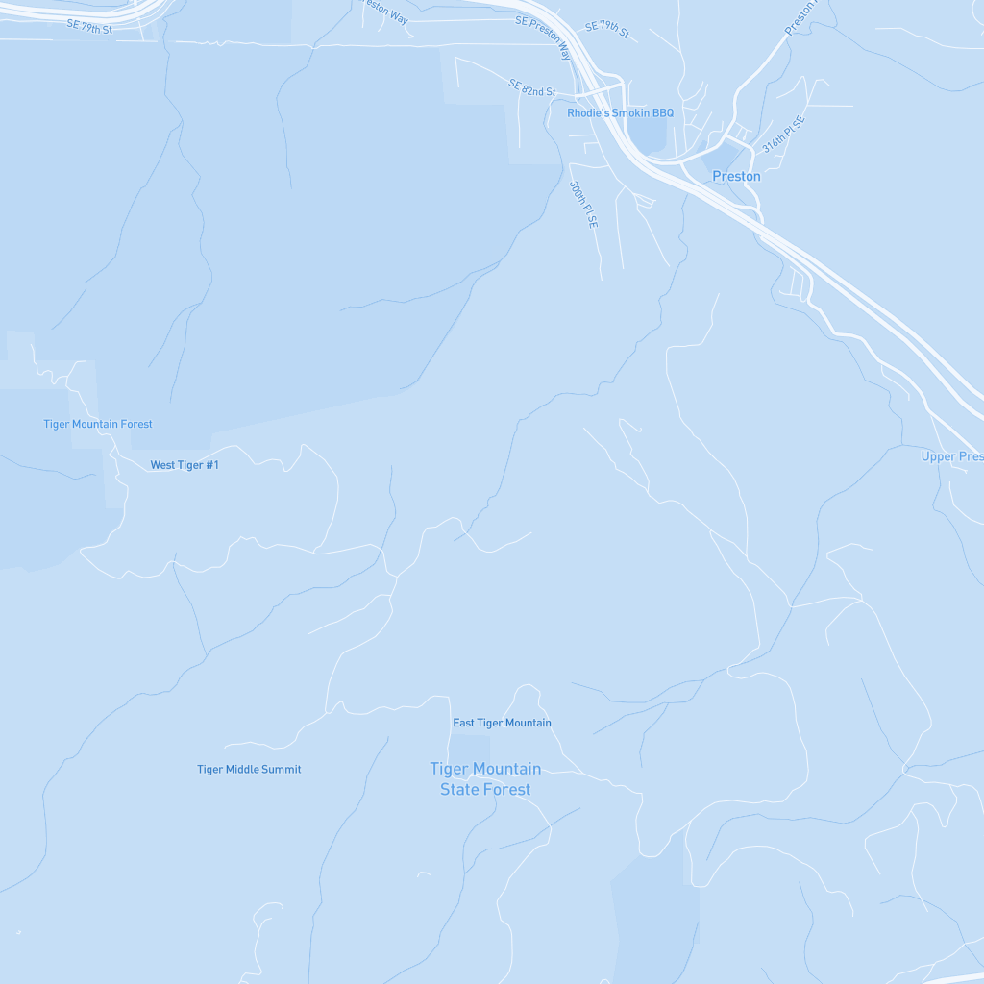 SE 79th St
Preston Way
SE Preston Way
SE 79th St
Preston
SE 82nd St
Rhodie's Smokin BBQ
316th Pl SE
Preston
300th Pl SE
Tiger Mountain Forest
West Tiger #1
Upper Pres
East Tiger Mountain
Tiger Middle Summit
Tiger Mountain
State Forest